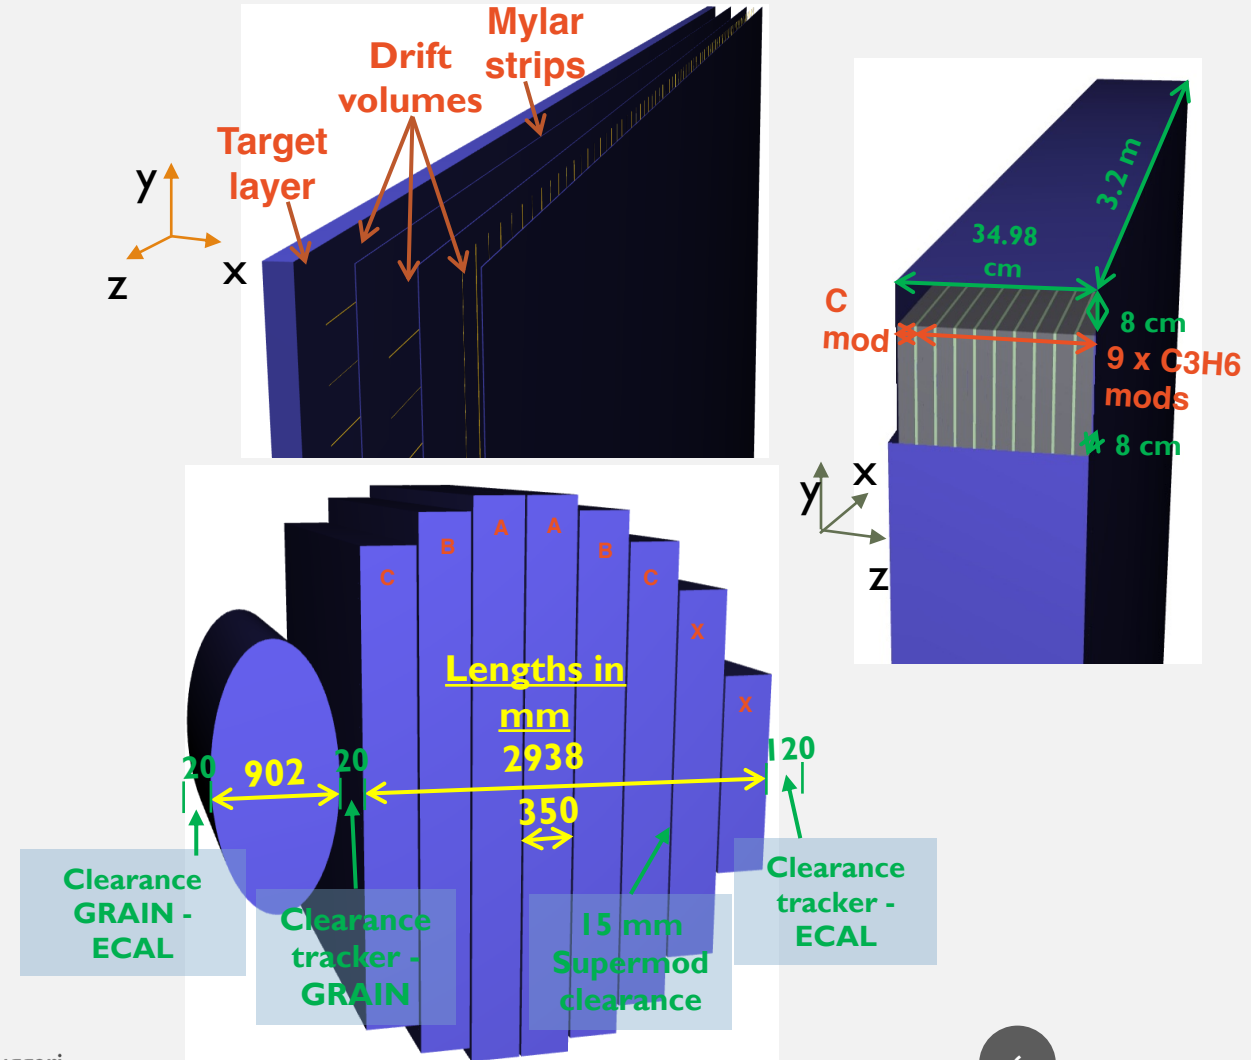 Mylar
strips
Drift
volumes
Target
layer
y
z
x
34.98
cm
3.2 m
8 cm
C
mod
9 x C3H6
mods
8 cm
y
x
z
C
B
A
A
B
C
X
X
Lengths in
mm
2938
350
20
902
20
120
Clearance
GRAIN -
ECAL
Clearance
tracker -
GRAIN
15 mm
Supermod
clearance
Clearance
tracker -
ECAL